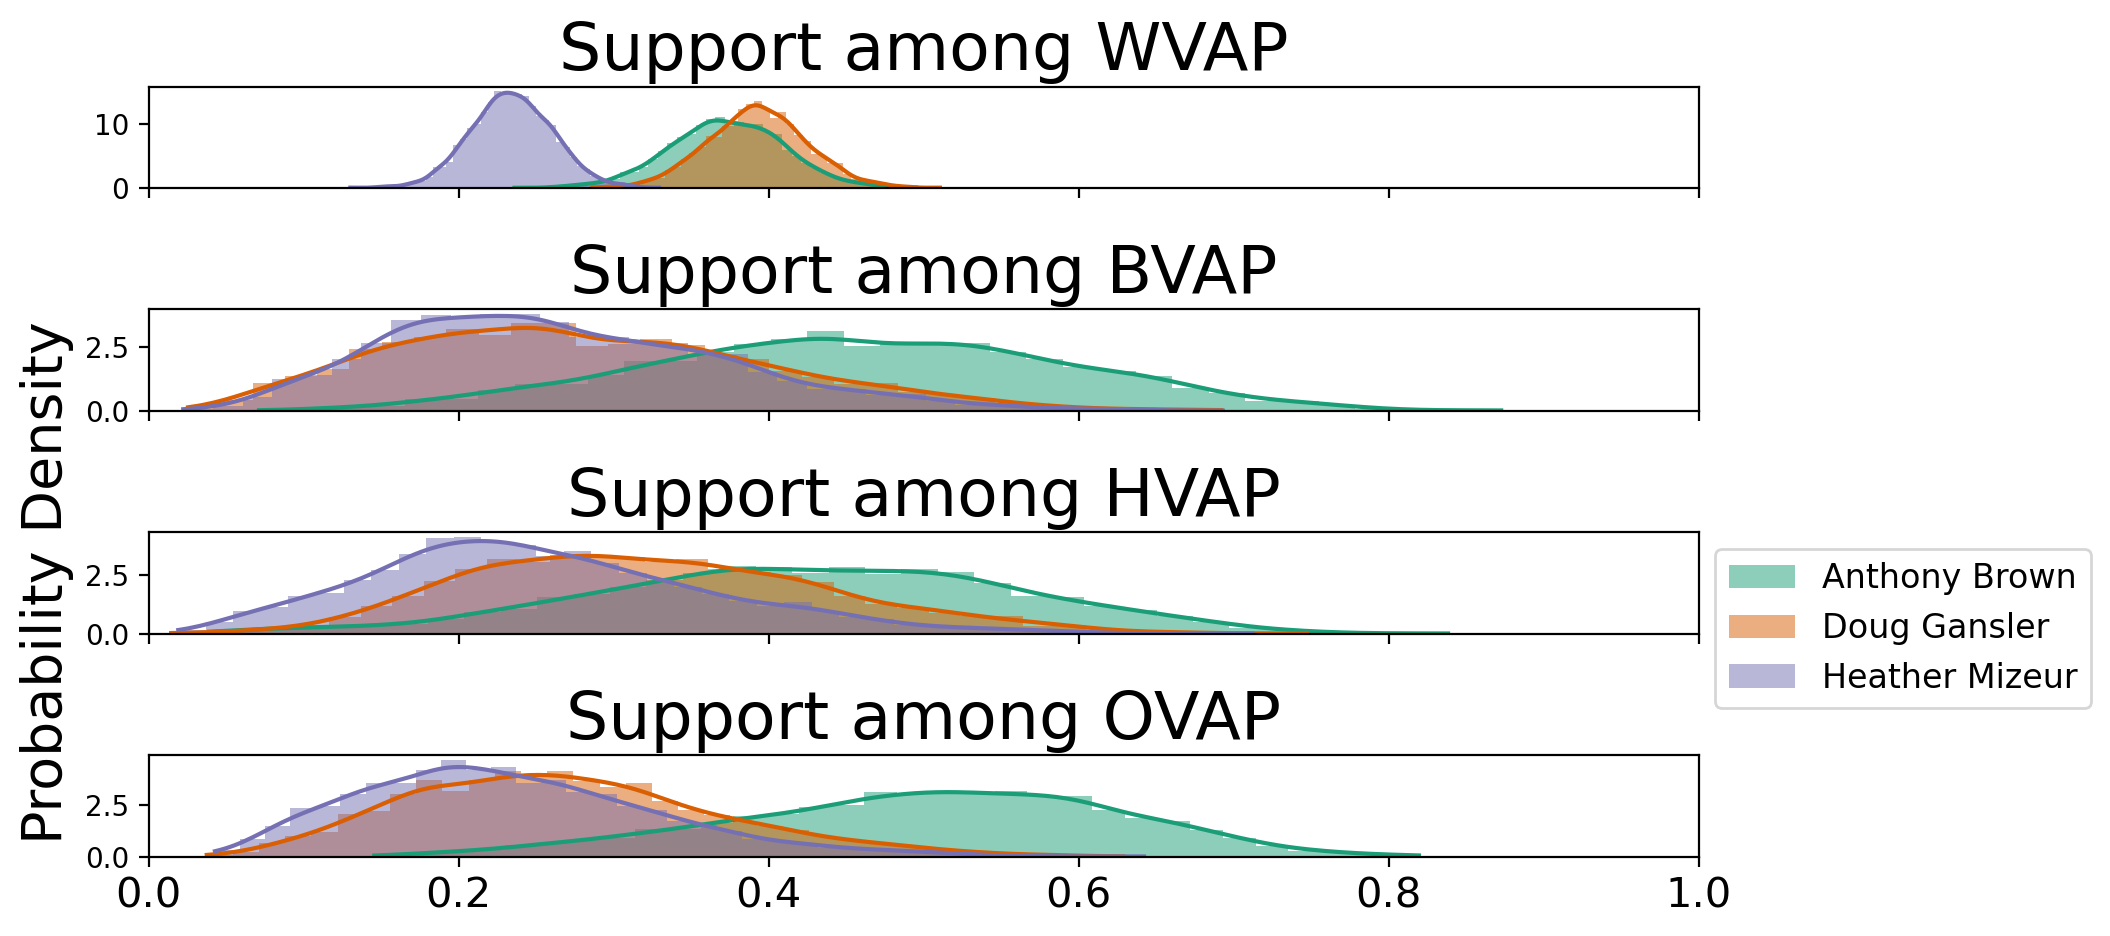 Support among WVAP
10
0
Support among BVAP
2.5
0.0
Support among HVAP
2.5
0.0
Support among OVAP
2.5
0.0
0.0 0.2 0.4 0.6 0.8 1.0
Probability Density
Anthony Brown
Doug Gansler
Heather Mizeur